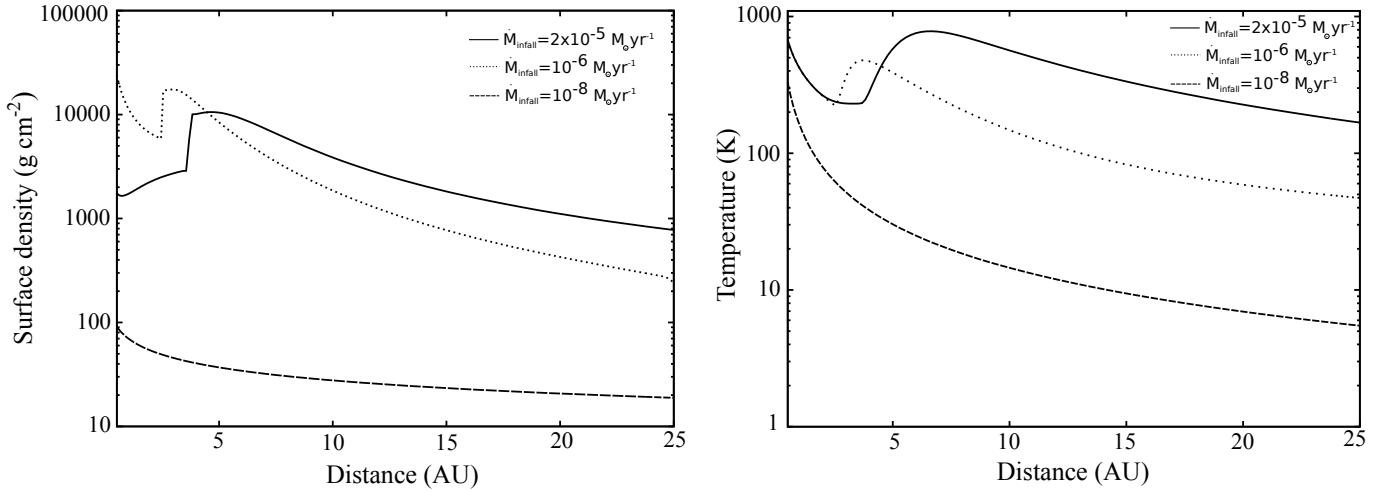 100000
10000
1000
100
10
Surface density (g cm⁻²)
5
10
15
20
25
Distance (AU)
Ṁinfall=2x10⁻⁵ M⊙yr⁻¹
Ṁinfall=10⁻⁶ M⊙yr⁻¹
Ṁinfall=10⁻⁸ M⊙yr⁻¹
1000
100
10
1
Temperature (K)
5
10
15
20
25
Distance (AU)
Ṁinfall=2x10⁻⁵ M⊙yr⁻¹
Ṁinfall=10⁻⁶ M⊙yr⁻¹
Ṁinfall=10⁻⁸ M⊙yr⁻¹